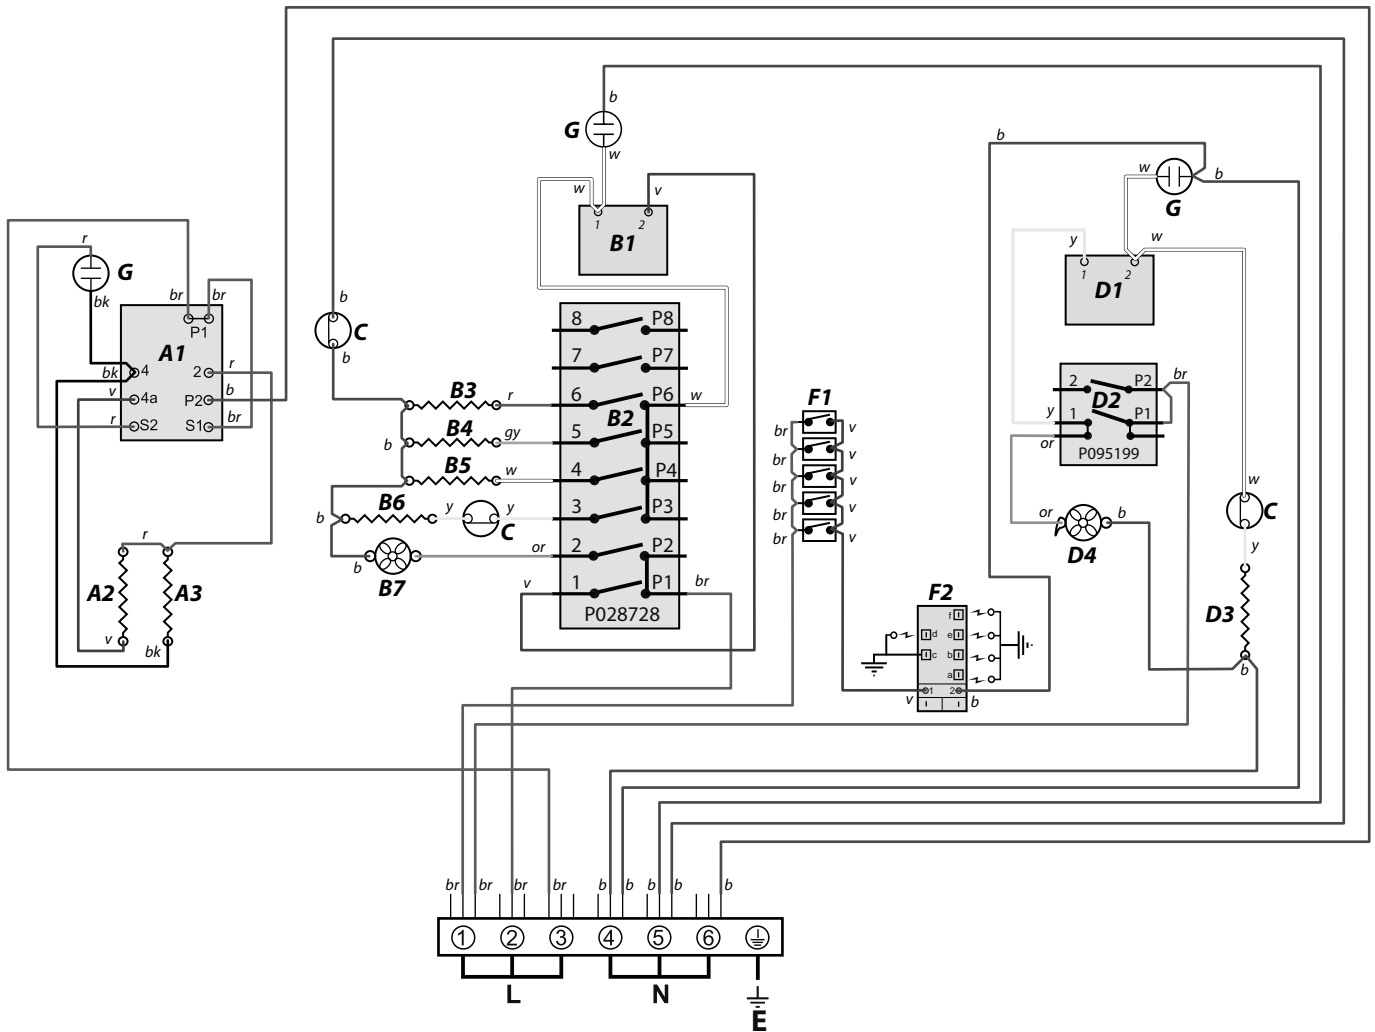 b
G
w
w
v
1
2
B1
b
b
w
G
b
y
w
1
2
D1
r
G
bk
br
br
P1
A1
4
2
r
bk
v
4a
P2
b
r
S2
S1
br
b
C
b
8
P8
7
P7
B3
r
6
P6
w
B2
B4
gy
5
P5
b
B5
w
4
P4
B6
y
y
b
C
3
P3
or
2
P2
b
B7
v
1
P1
br
P028728
F1
br
v
br
v
br
v
br
v
br
v
2
P2
br
D2
y
1
P1
or
P095199
w
C
or
b
D4
y
D3
b
r
A2
A3
v
bk
F2
f
d
e
c
b
a
1
2
v
b
br
br
br
br
b
b
b
b
b
1
2
3
4
5
6
L
N
E